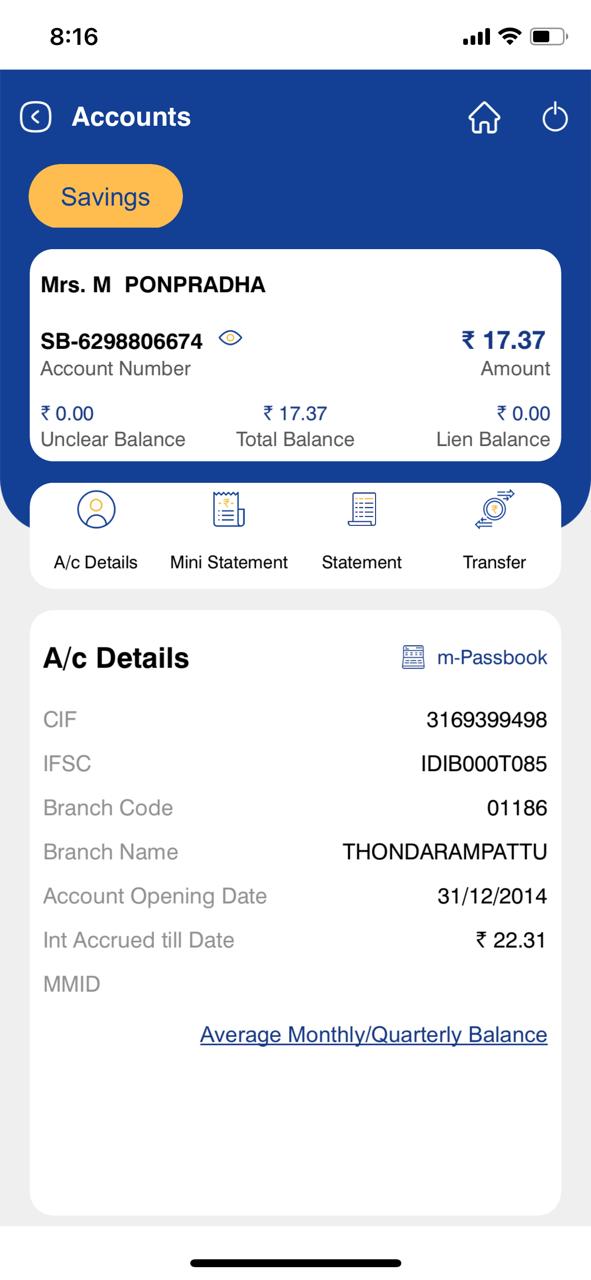 8:16
Accounts
Savings
Mrs. M  PONPRADHA
SB-6298806674 ₹ 17.37
Account Number Amount
₹ 0.00 ₹ 17.37 ₹ 0.00
Unclear Balance Total Balance Lien Balance
A/c Details Mini Statement Statement Transfer
A/c Details m-Passbook
CIF 3169399498
IFSC IDIB000T085
Branch Code 01186
Branch Name THONDARAMPATTU
Account Opening Date 31/12/2014
Int Accrued till Date ₹ 22.31
MMID
Average Monthly/Quarterly Balance